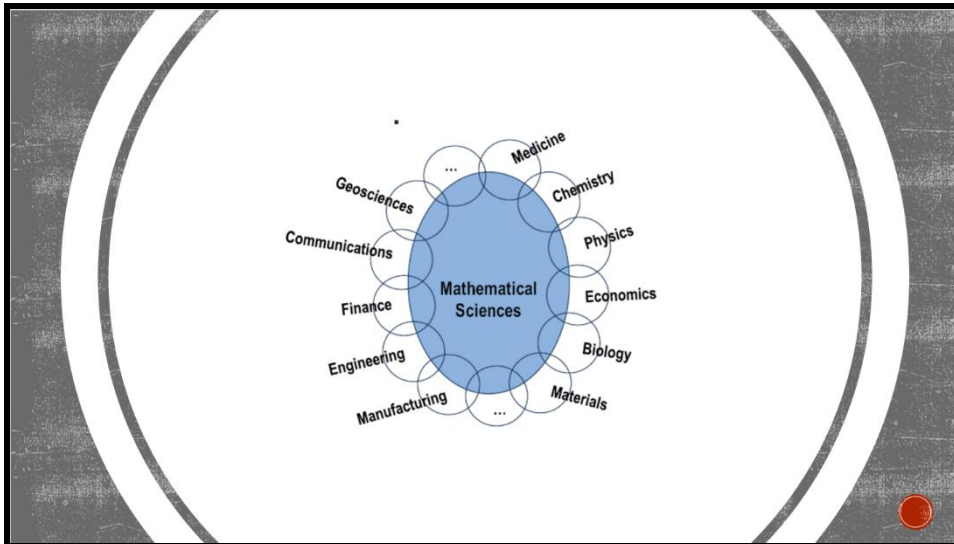 ...
Medicine
Chemistry
Physics
Economics
Biology
Materials
...
Manufacturing
Engineering
Finance
Communications
Geosciences
Mathematical
Sciences